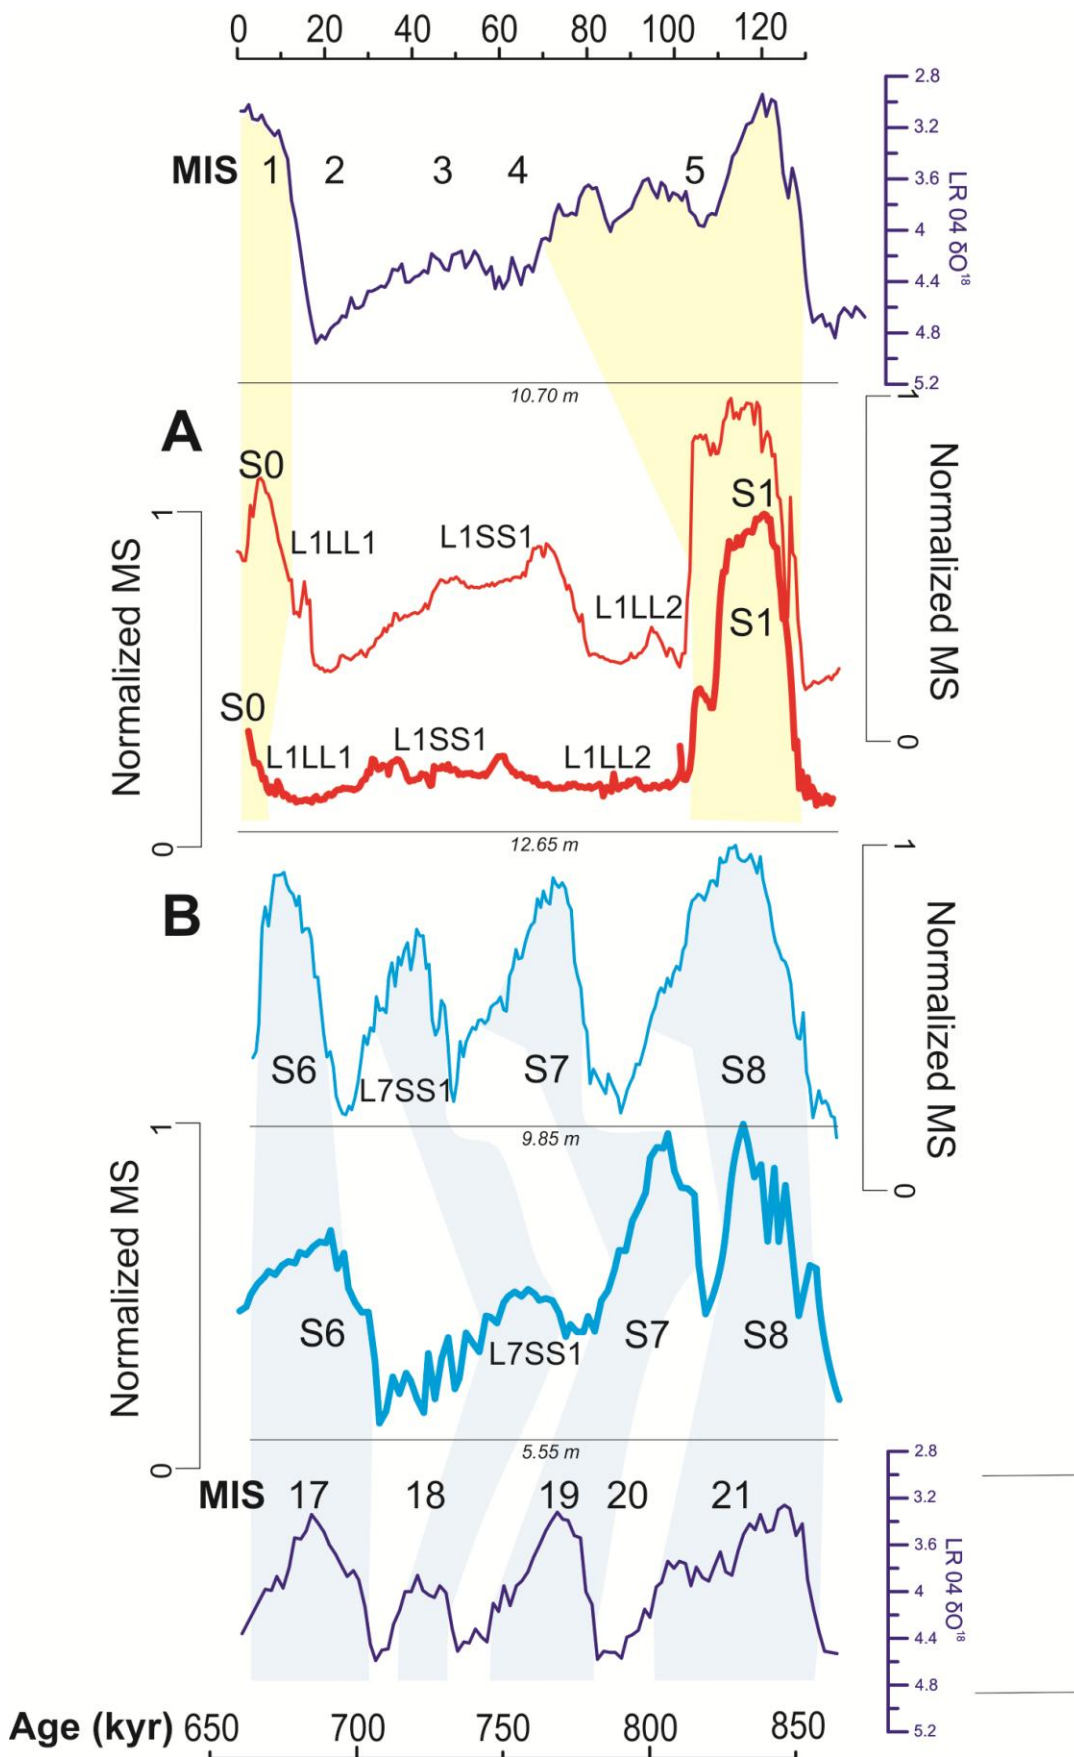 0 20 40 60 80 100 120
2.8
3.2
3.6
4
4.4
4.8
5.2
LR 04 δO¹⁸
MIS 1 2 3 4 5
10.70 m
A
1
0
Normalized MS
S0
L1LL1
L1SS1
L1LL2
S1
1
0
Normalized MS
S0
L1LL1
L1SS1
L1LL2
S1
12.65 m
B
1
0
Normalized MS
S6
L7SS1
S7
S8
9.85 m
1
0
Normalized MS
S6
L7SS1
S7
S8
5.55 m
MIS 17 18 19 20 21
2.8
3.2
3.6
4
4.4
4.8
5.2
LR 04 δO¹⁸
Age (kyr) 650 700 750 800 850